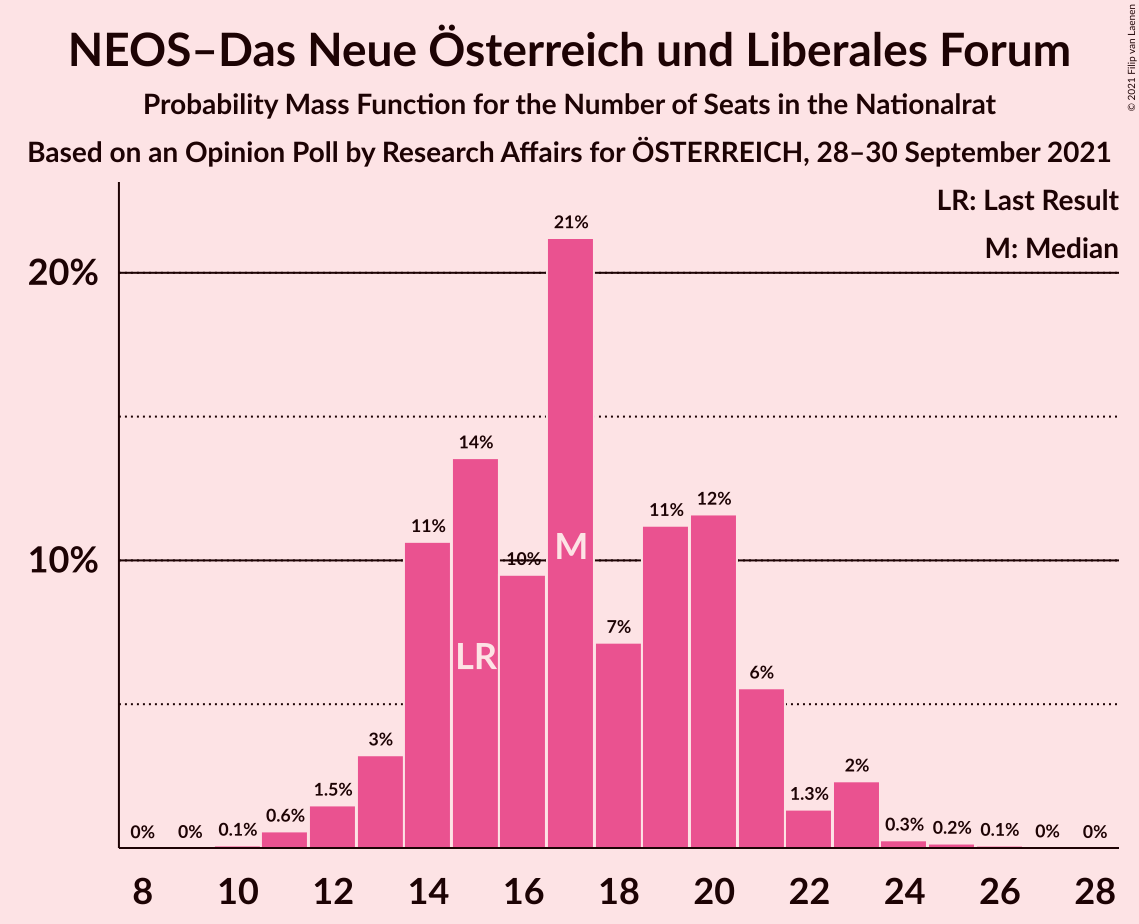 NEOS–Das Neue Österreich und Liberales Forum
Probability Mass Function for the Number of Seats in the Nationalrat
Based on an Opinion Poll by Research Affairs for ÖSTERREICH, 28–30 September 2021
© 2021 Filip van Laenen
LR: Last Result
M: Median
20%
10%
0%
0%
0.1%
0.6%
1.5%
3%
11%
14%
10%
21%
7%
11%
12%
6%
1.3%
2%
0.3%
0.2%
0.1%
0%
0%
LR
M
8 10 12 14 16 18 20 22 24 26 28